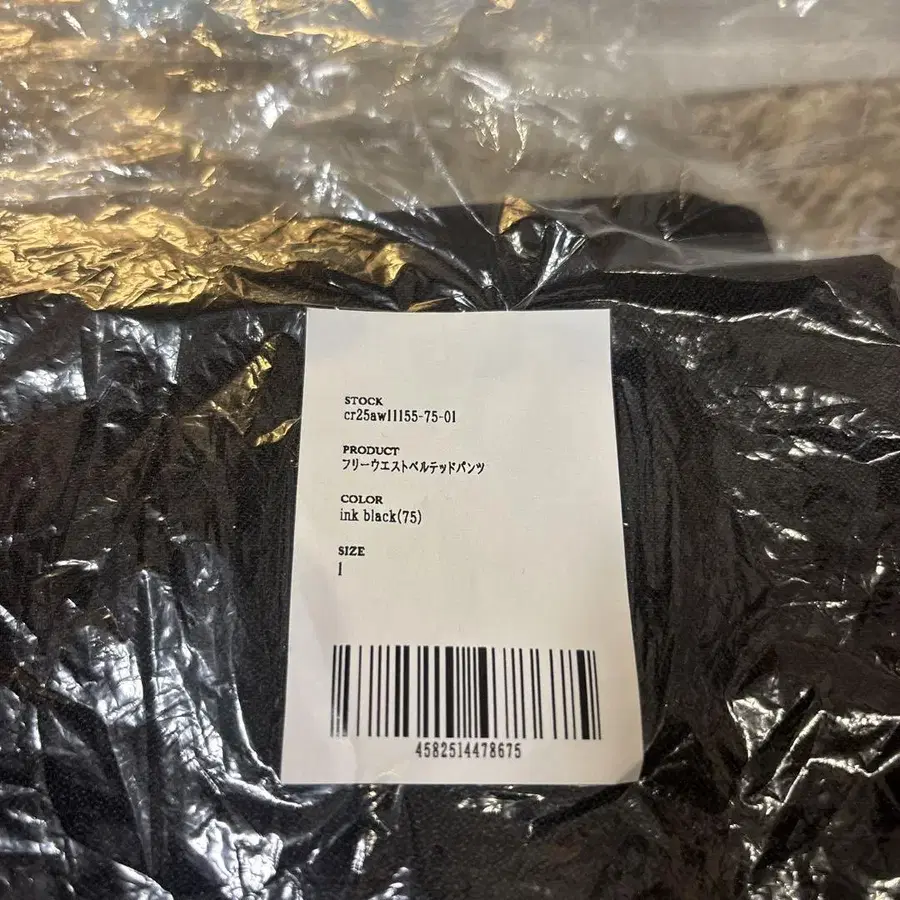 STOCK
cr25aw11155-75-01
PRODUCT
フリーウエストベルテッドパンツ
COLOR
ink black(75)
SIZE
1
4582514478675